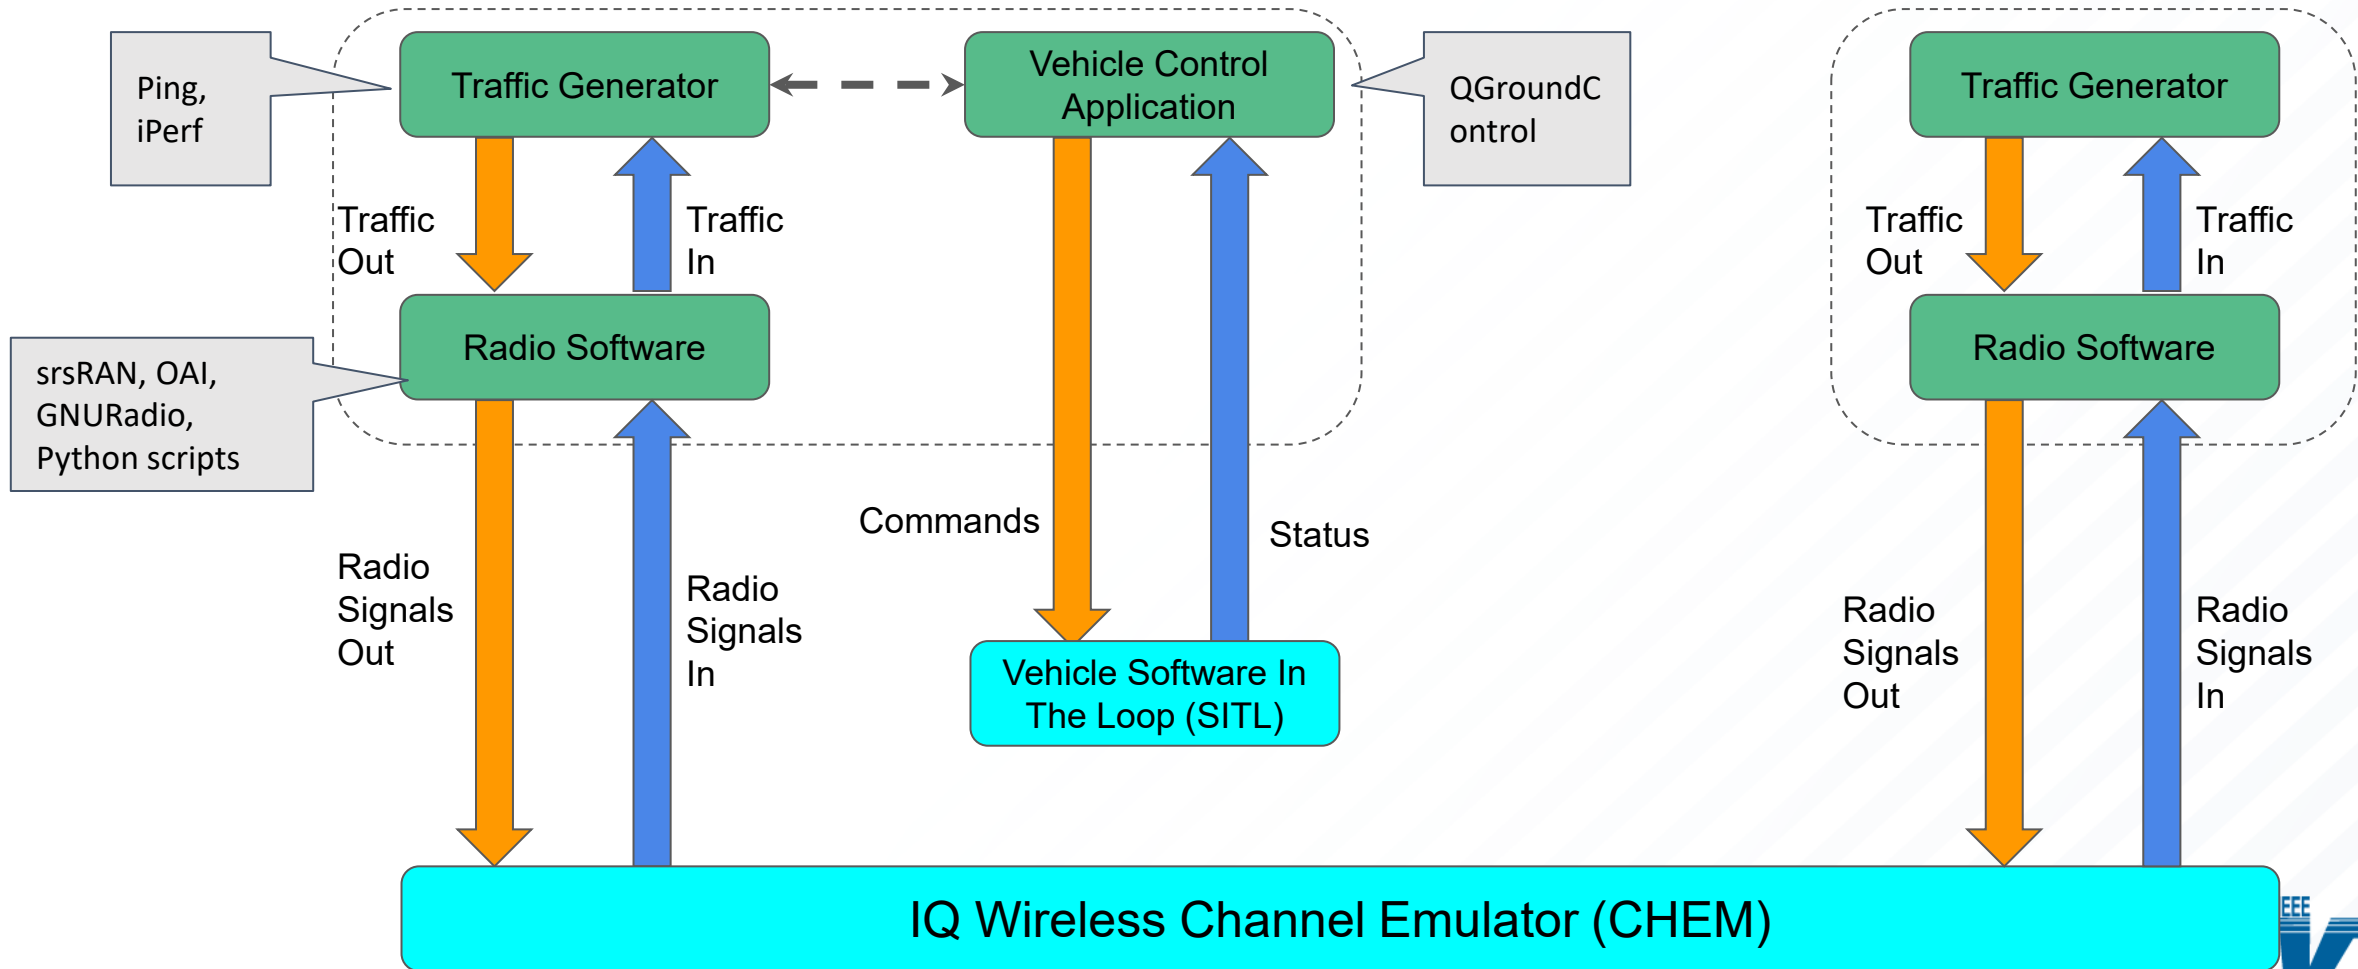 Ping,
iPerf
Traffic Generator
Vehicle Control
Application
QGroundC
ontrol
Traffic Generator
Traffic
Out
Traffic
In
Traffic
Out
Traffic
In
Radio Software
Radio Software
srsRAN, OAI,
GNURadio,
Python scripts
Commands
Status
Radio
Signals
Out
Radio
Signals
In
Radio
Signals
Out
Radio
Signals
In
Vehicle Software In
The Loop (SITL)
IQ Wireless Channel Emulator (CHEM)